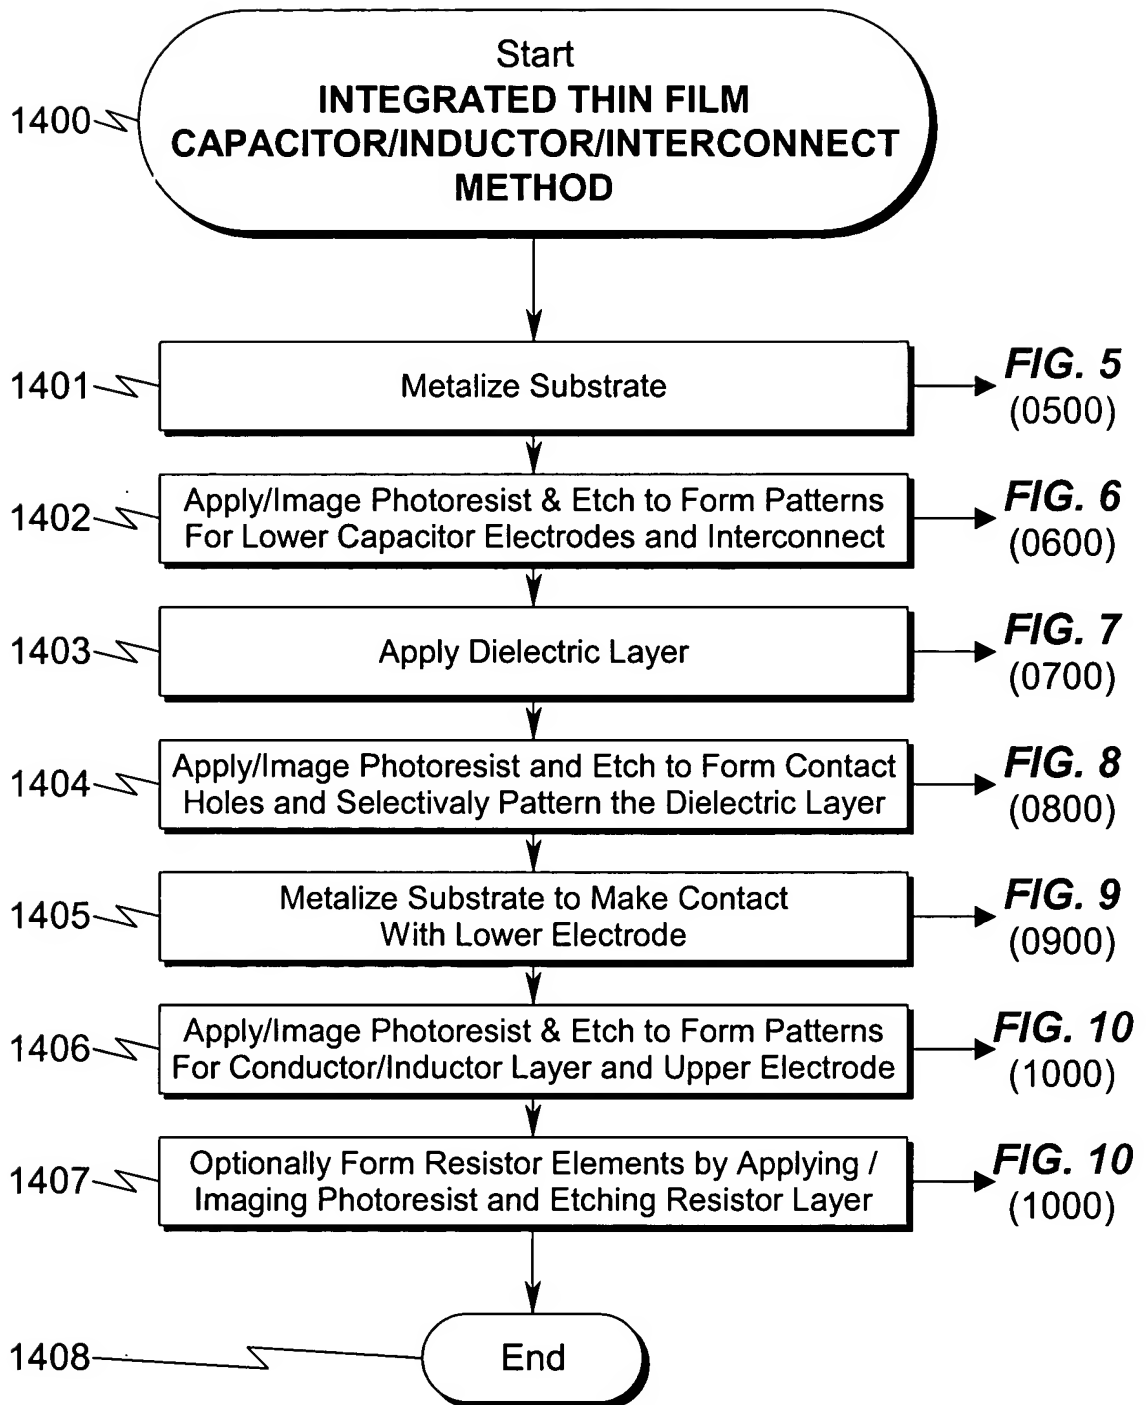 Start
INTEGRATED THIN FILM
CAPACITOR/INDUCTOR/INTERCONNECT
METHOD
1400
1401
Metalize Substrate
FIG. 5
(0500)
1402
Apply/Image Photoresist & Etch to Form Patterns
For Lower Capacitor Electrodes and Interconnect
FIG. 6
(0600)
1403
Apply Dielectric Layer
FIG. 7
(0700)
1404
Apply/Image Photoresist and Etch to Form Contact
Holes and Selectivaly Pattern the Dielectric Layer
FIG. 8
(0800)
1405
Metalize Substrate to Make Contact
With Lower Electrode
FIG. 9
(0900)
1406
Apply/Image Photoresist & Etch to Form Patterns
For Conductor/Inductor Layer and Upper Electrode
FIG. 10
(1000)
1407
Optionally Form Resistor Elements by Applying /
Imaging Photoresist and Etching Resistor Layer
FIG. 10
(1000)
1408
End